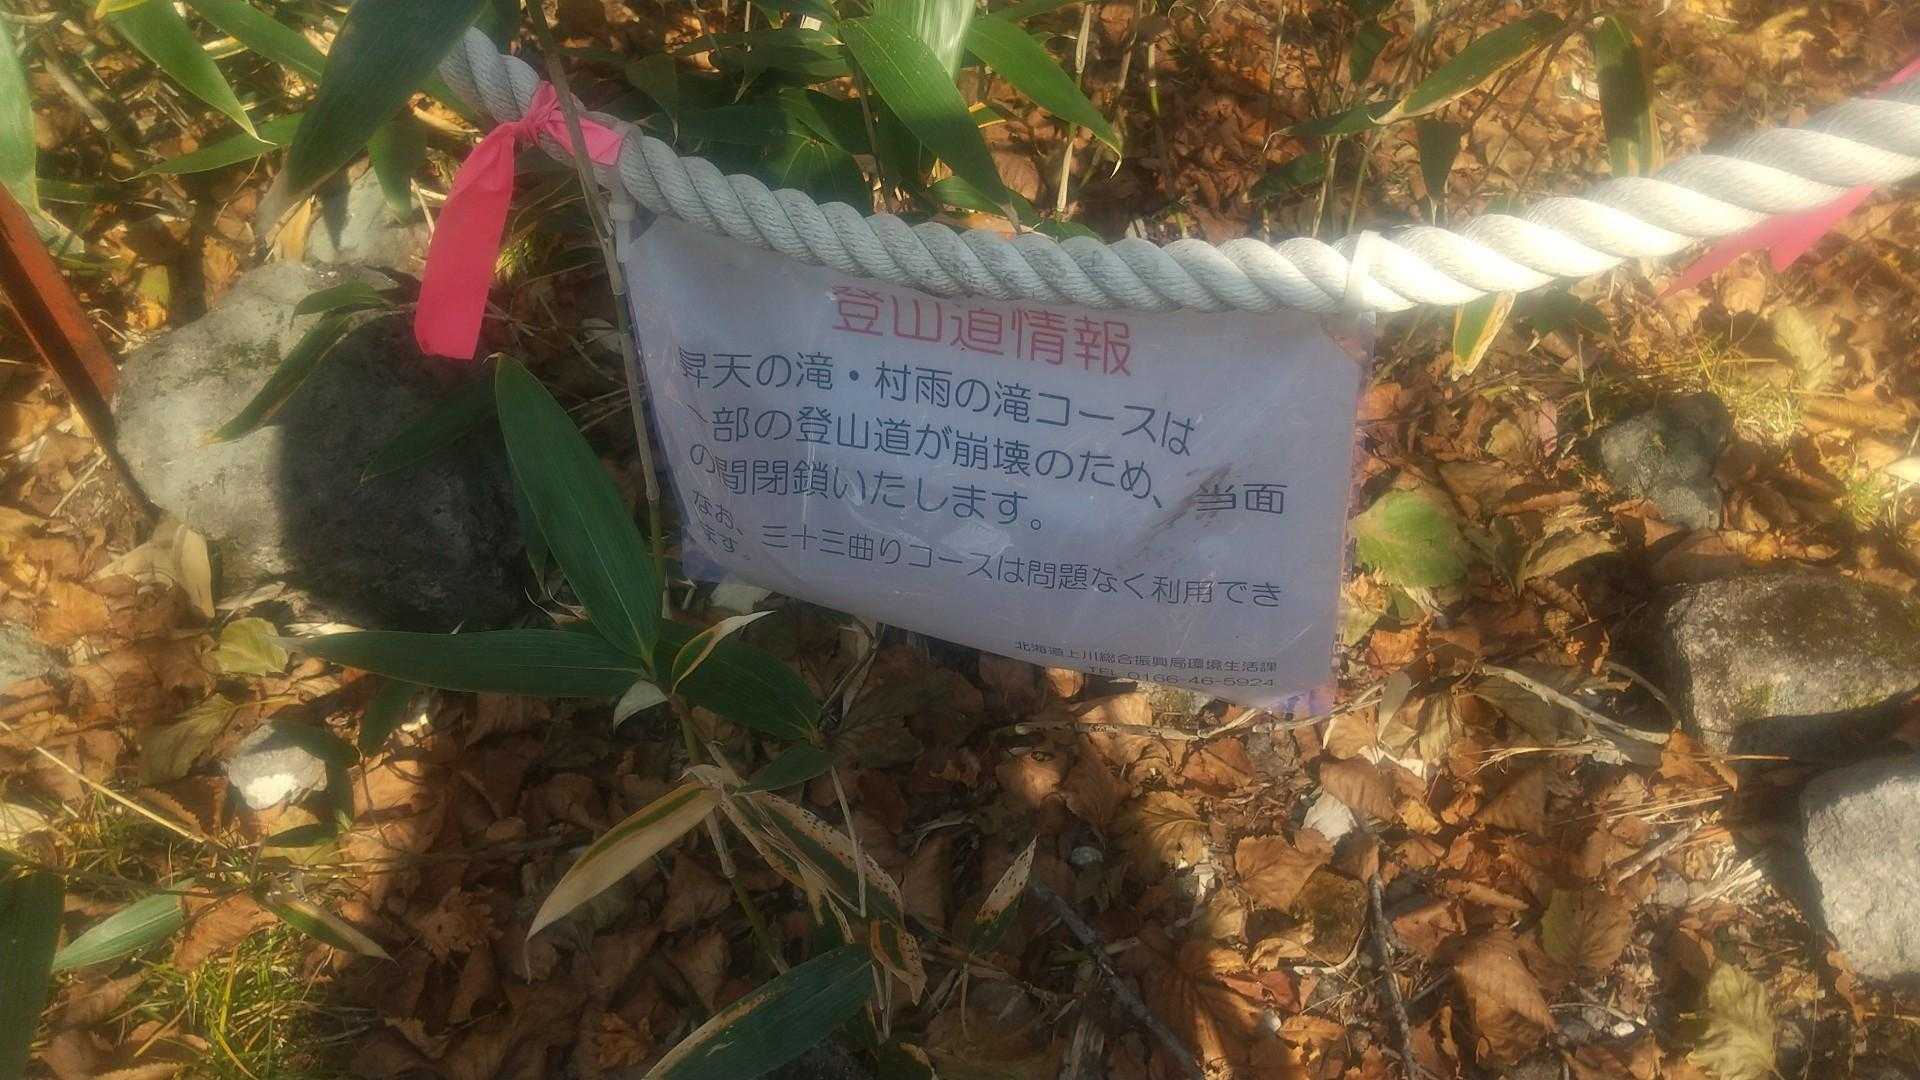 登山道情報
昇天の滝・村雨の滝コースは
一部の登山道が崩壊のため、当面
の間閉鎖いたします。
なお、三十三曲りコースは問題なく利用でき
ます。
北海道上川総合振興局環境生活課
TEL 0166-46-5924